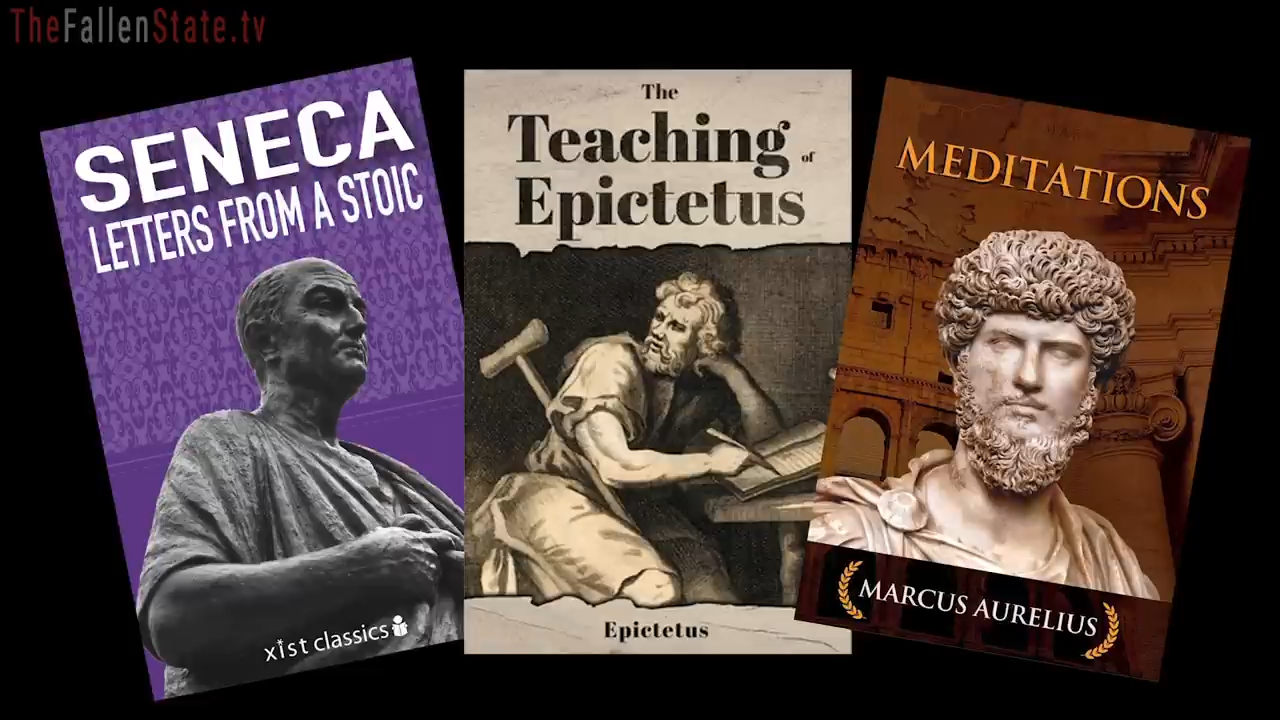 TheFallenState.tv
SENECA
LETTERS FROM A STOIC
xist classics
The
Teaching of
Epictetus
Epictetus
MEDITATIONS
MARCUS AURELIUS